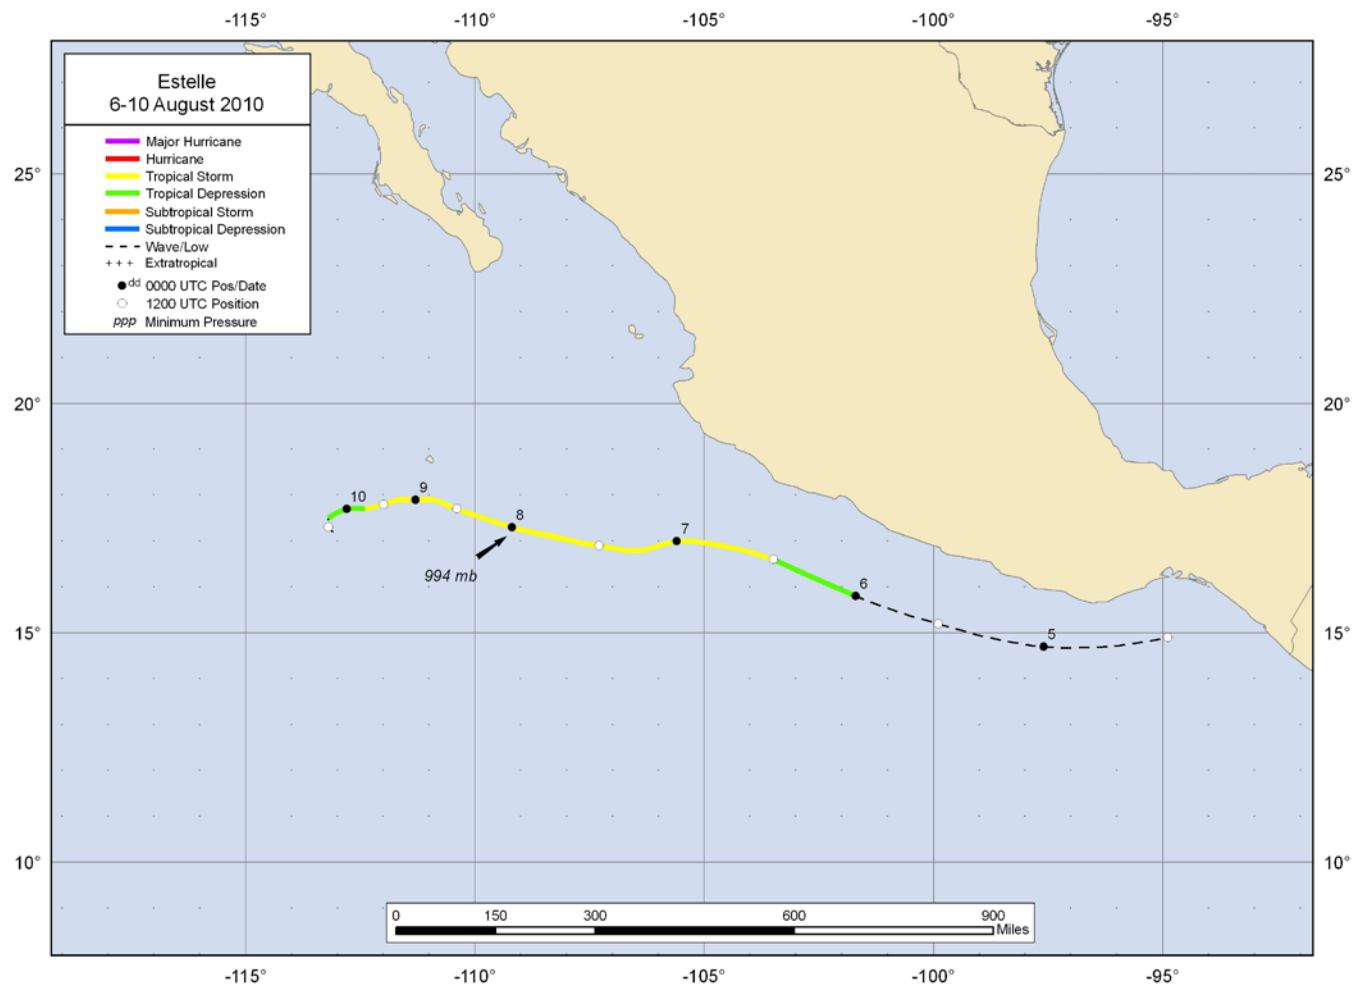 -115° -110° -105° -100° -95°
Estelle
6-10 August 2010
Major Hurricane
Hurricane
Tropical Storm
Tropical Depression
Subtropical Storm
Subtropical Depression
Wave/Low
+++ Extratropical
dd 0000 UTC Pos/Date
1200 UTC Position
ppp Minimum Pressure
25° 25°
20° 20°
10 9 8 7 6 5
994 mb
15° 15°
10° 10°
0 150 300 600 900
Miles
-115° -110° -105° -100° -95°